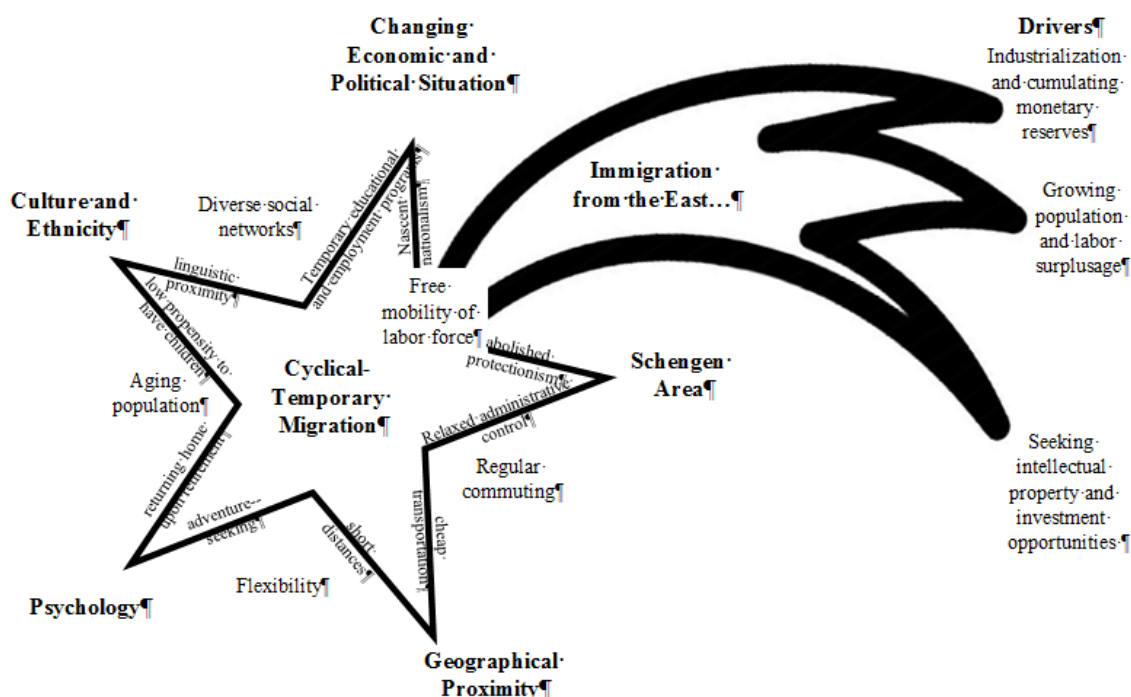 Changing·
Economic·and·
Political·Situation¶
Drivers¶
Industrialization·
and·cumulating·
monetary·
reserves¶
Immigration·
from·the·East...¶
Growing·
population·
and·labor·
surplusage¶
Seeking·
intellectual·
property·and·
investment·
opportunities¶
Culture·and·
Ethnicity¶
Diverse·social·
networks¶
Temporary·educational·
and·employment·programs¶
Nascent·
nationalism¶
linguistic·
proximity¶
low·propensity·to·
have·children¶
Free·
mobility·of·
labor·force¶
abolished·
protectionism¶
Schengen·
Area¶
Aging·
population¶
Cyclical-
Temporary·
Migration¶
Relaxed·administrative·
control¶
Regular·
commuting¶
returning·home·
upon·retirement¶
adventure-
seeking¶
short·
distances¶
cheap·
transportation¶
Flexibility¶
Psychology¶
Geographical·
Proximity¶